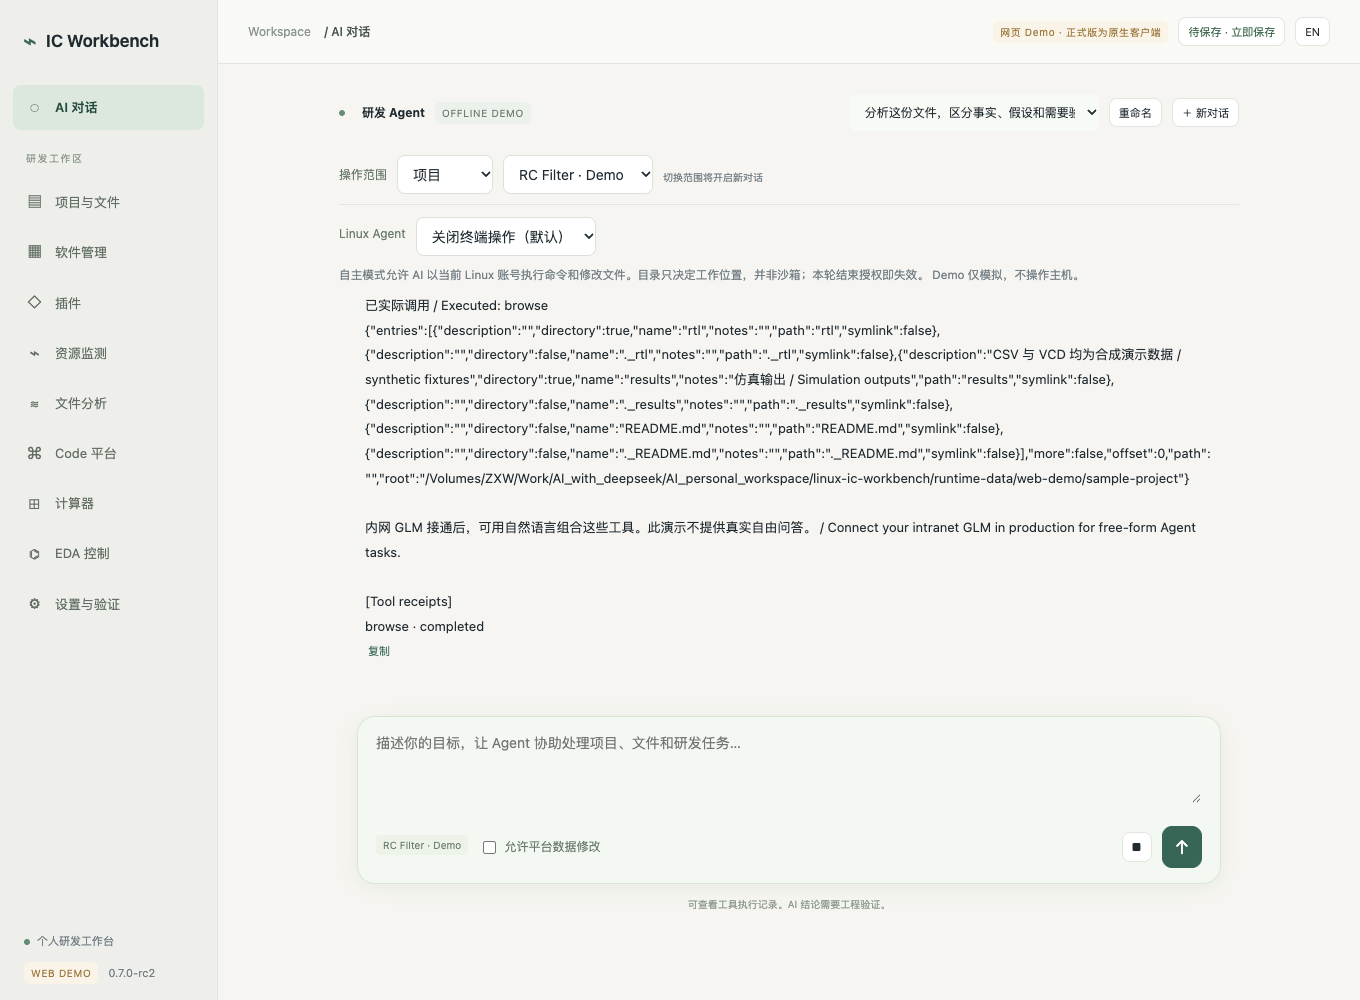 IC Workbench
AI 对话
研发工作区
项目与文件
软件管理
插件
资源监测
文件分析
Code 平台
计算器
EDA 控制
设置与验证
个人研发工作台
WEB DEMO 0.7.0-rc2
Workspace / AI 对话
网页 Demo · 正式版为原生客户端
待保存 · 立即保存
EN
研发 Agent OFFLINE DEMO
分析这份文件，区分事实、假设和需要
重命名
+ 新对话
操作范围 项目 RC Filter · Demo 切换范围将开启新对话
Linux Agent 关闭终端操作（默认）
自主模式允许 AI 以当前 Linux 账号执行命令和修改文件。目录只决定工作位置，并非沙箱；本轮结束授权即失效。 Demo 仅模拟，不操作主机。
已实际调用 / Executed: browse
{"entries":[{"description":"","directory":true,"name":"rtl","notes":"","path":"rtl","symlink":false},
{"description":"","directory":false,"name":"._rtl","notes":"","path":"._rtl","symlink":false},{"description":"CSV 与 VCD 均为合成演示数据 /
synthetic fixtures","directory":true,"name":"results","notes":"仿真输出 / Simulation outputs","path":"results","symlink":false},
{"description":"","directory":false,"name":"._results","notes":"","path":"._results","symlink":false},
{"description":"","directory":false,"name":"README.md","notes":"","path":"README.md","symlink":false},
{"description":"","directory":false,"name":"._README.md","notes":"","path":"._README.md","symlink":false}],"more":false,"offset":0,"path":
"","root":"/Volumes/ZXW/Work/AI_with_deepseek/AI_personal_workspace/linux-ic-workbench/runtime-data/web-demo/sample-project"}
内网 GLM 接通后，可用自然语言组合这些工具。此演示不提供真实自由问答。 / Connect your intranet GLM in production for free-form Agent
tasks.
[Tool receipts]
browse · completed
复制
描述你的目标，让 Agent 协助处理项目、文件和研发任务...
RC Filter · Demo 允许平台数据修改
可查看工具执行记录。AI 结论需要工程验证。